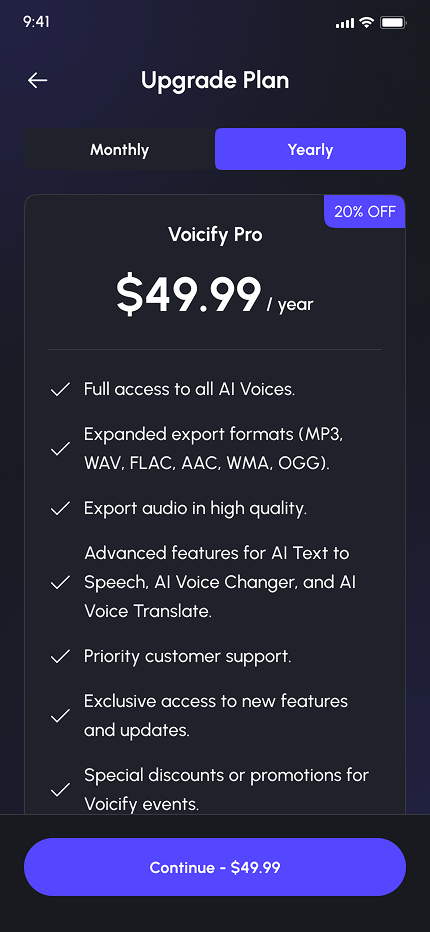 9:41
Upgrade Plan
Monthly
Yearly
20% OFF
Voicify Pro
$49.99 / year
Full access to all AI Voices.
Expanded export formats (MP3,
WAV, FLAC, AAC, WMA, OGG).
Export audio in high quality.
Advanced features for AI Text to
Speech, AI Voice Changer, and AI
Voice Translate.
Priority customer support.
Exclusive access to new features
and updates.
Special discounts or promotions for
Voicify events.
Continue - $49.99